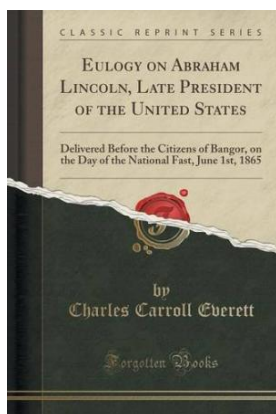 CLASSIC REPRINT SERIES
EULOGY ON ABRAHAM
LINCOLN, LATE PRESIDENT
OF THE UNITED STATES
Delivered Before the Citizens of Bangor, on
the Day of the National Fast, June 1st, 1865
by
Charles Carroll Everett
Forgotten Books